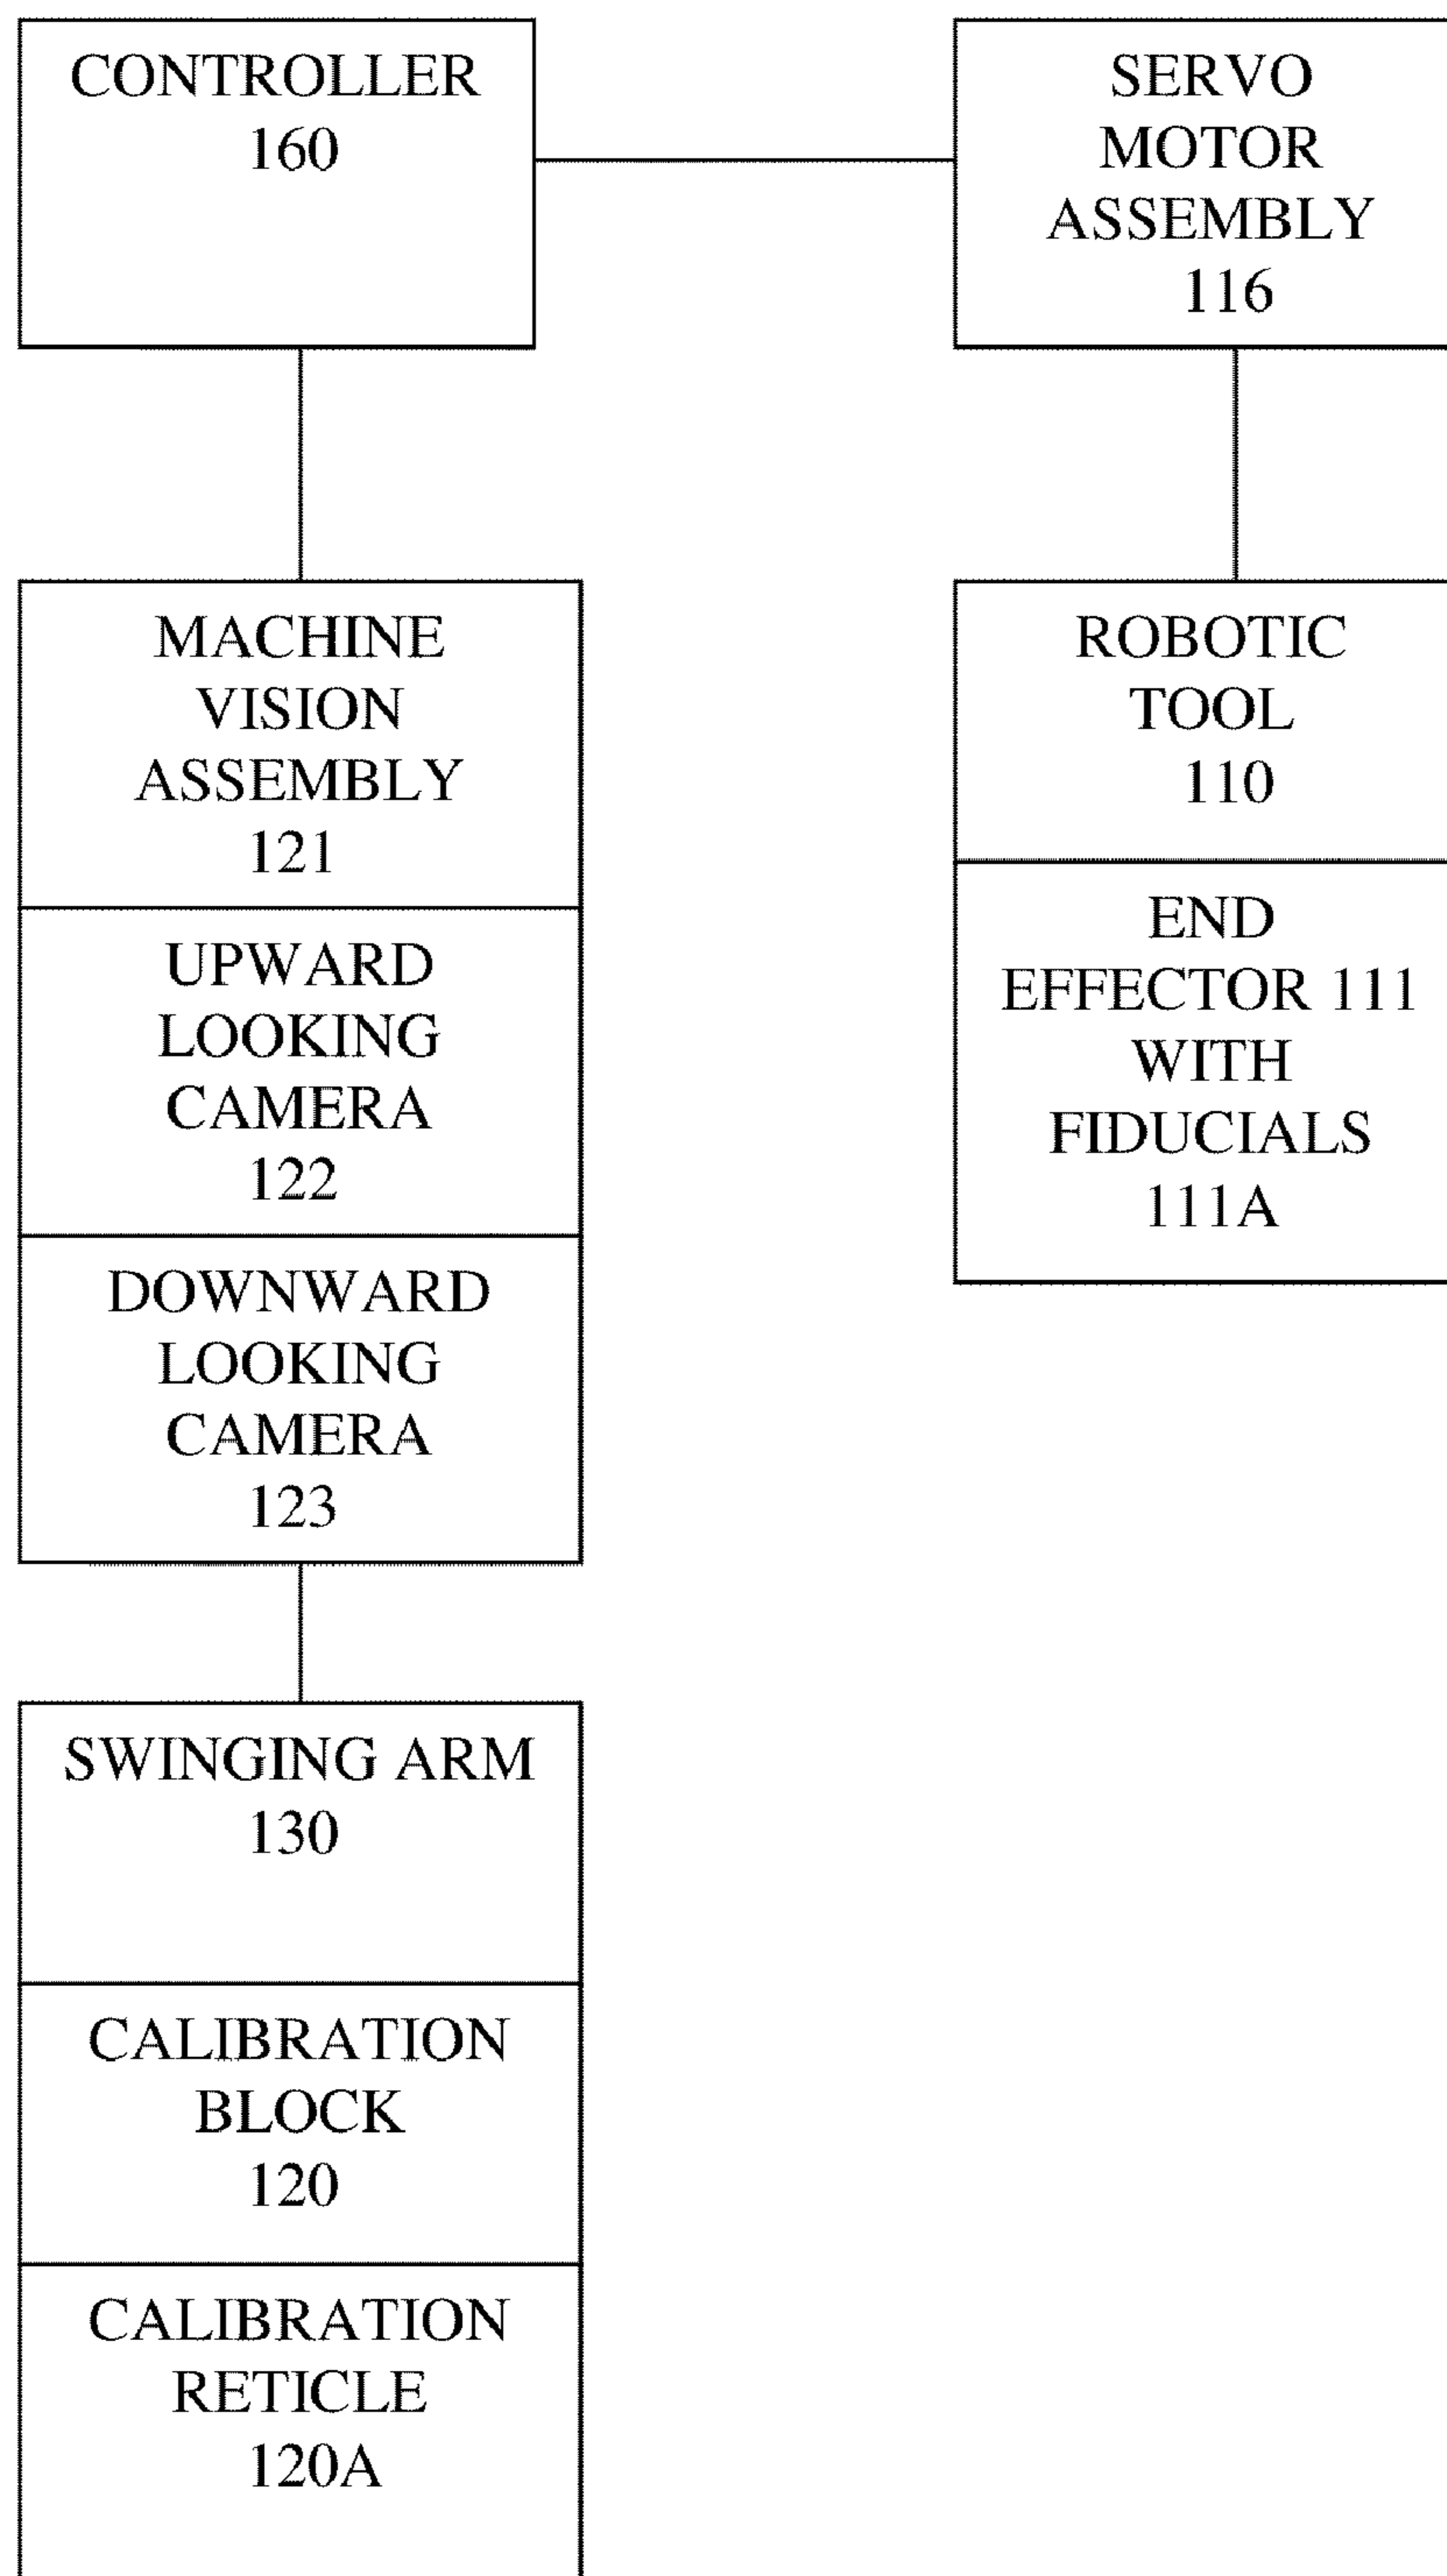 CONTROLLER
160
SERVO
MOTOR
ASSEMBLY
116
MACHINE
VISION
ASSEMBLY
121
UPWARD
LOOKING
CAMERA
122
DOWNWARD
LOOKING
CAMERA
123
ROBOTIC
TOOL
110
END
EFFECTOR 111
WITH
FIDUCIALS
111A
SWINGING ARM
130
CALIBRATION
BLOCK
120
CALIBRATION
RETICLE
120A